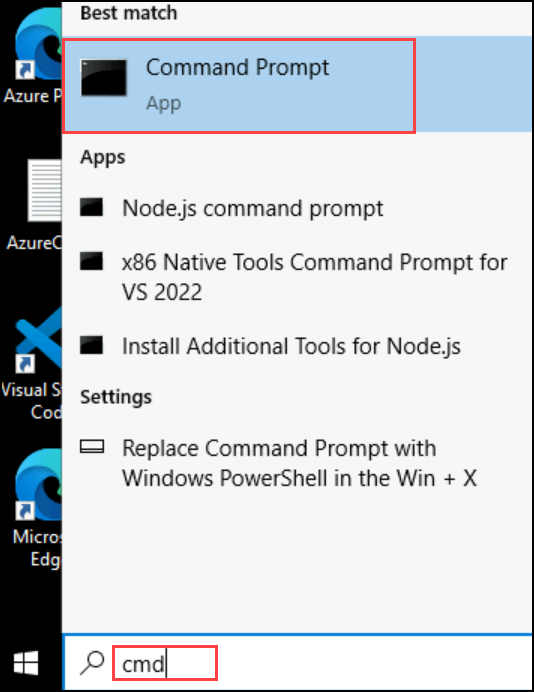 Best match
Command Prompt
App
Azure P
Apps
Node.js command prompt
x86 Native Tools Command Prompt for
VS 2022
AzureC
Install Additional Tools for Node.js
Visual S
Cod
Settings
Replace Command Prompt with
Windows PowerShell in the Win + X
Micros
Edg
cmd